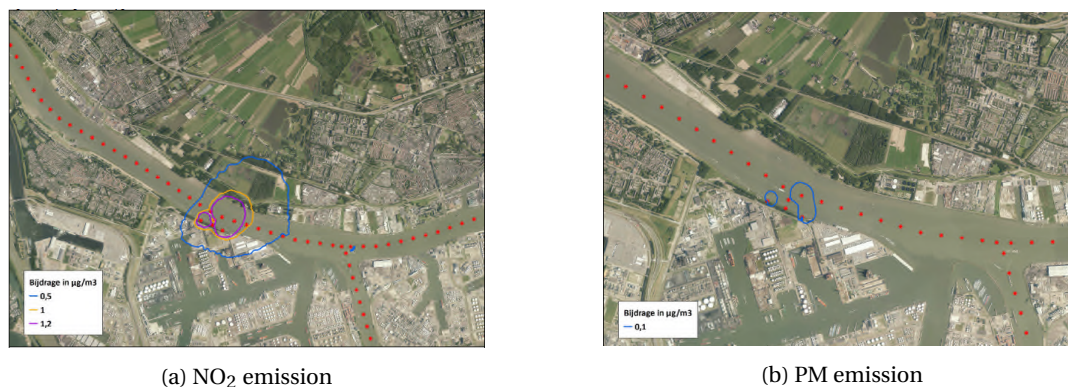 Bijdrage in µg/m3
0,5
1
1,2
Bijdrage in µg/m3
0,1
(a) NO₂ emission
(b) PM emission